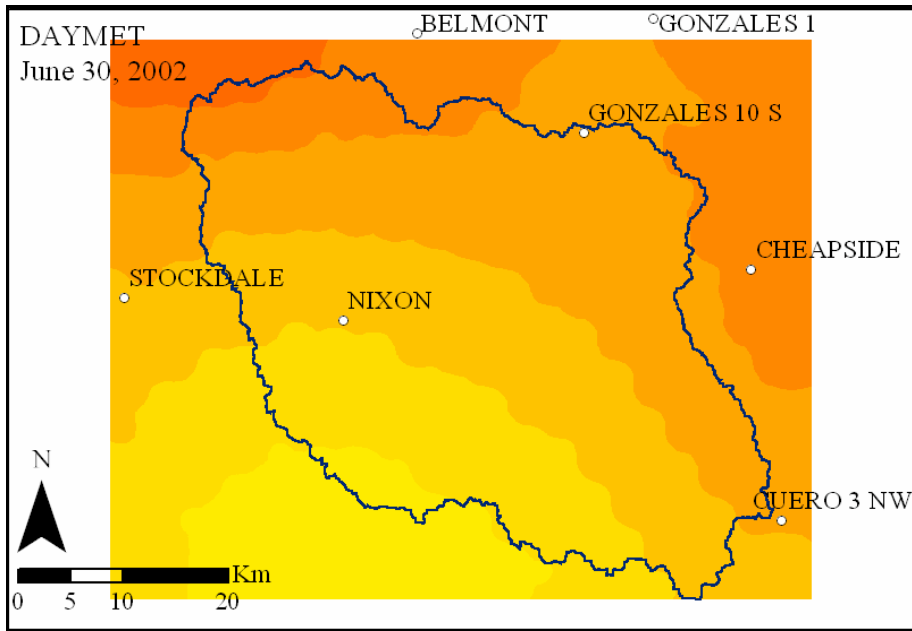 DAYMET
June 30, 2002
BELMONT
GONZALES 1
GONZALES 10 S
CHEAPSIDE
STOCKDALE
NIXON
CUERO 3 NW
N
Km
0 5 10 20